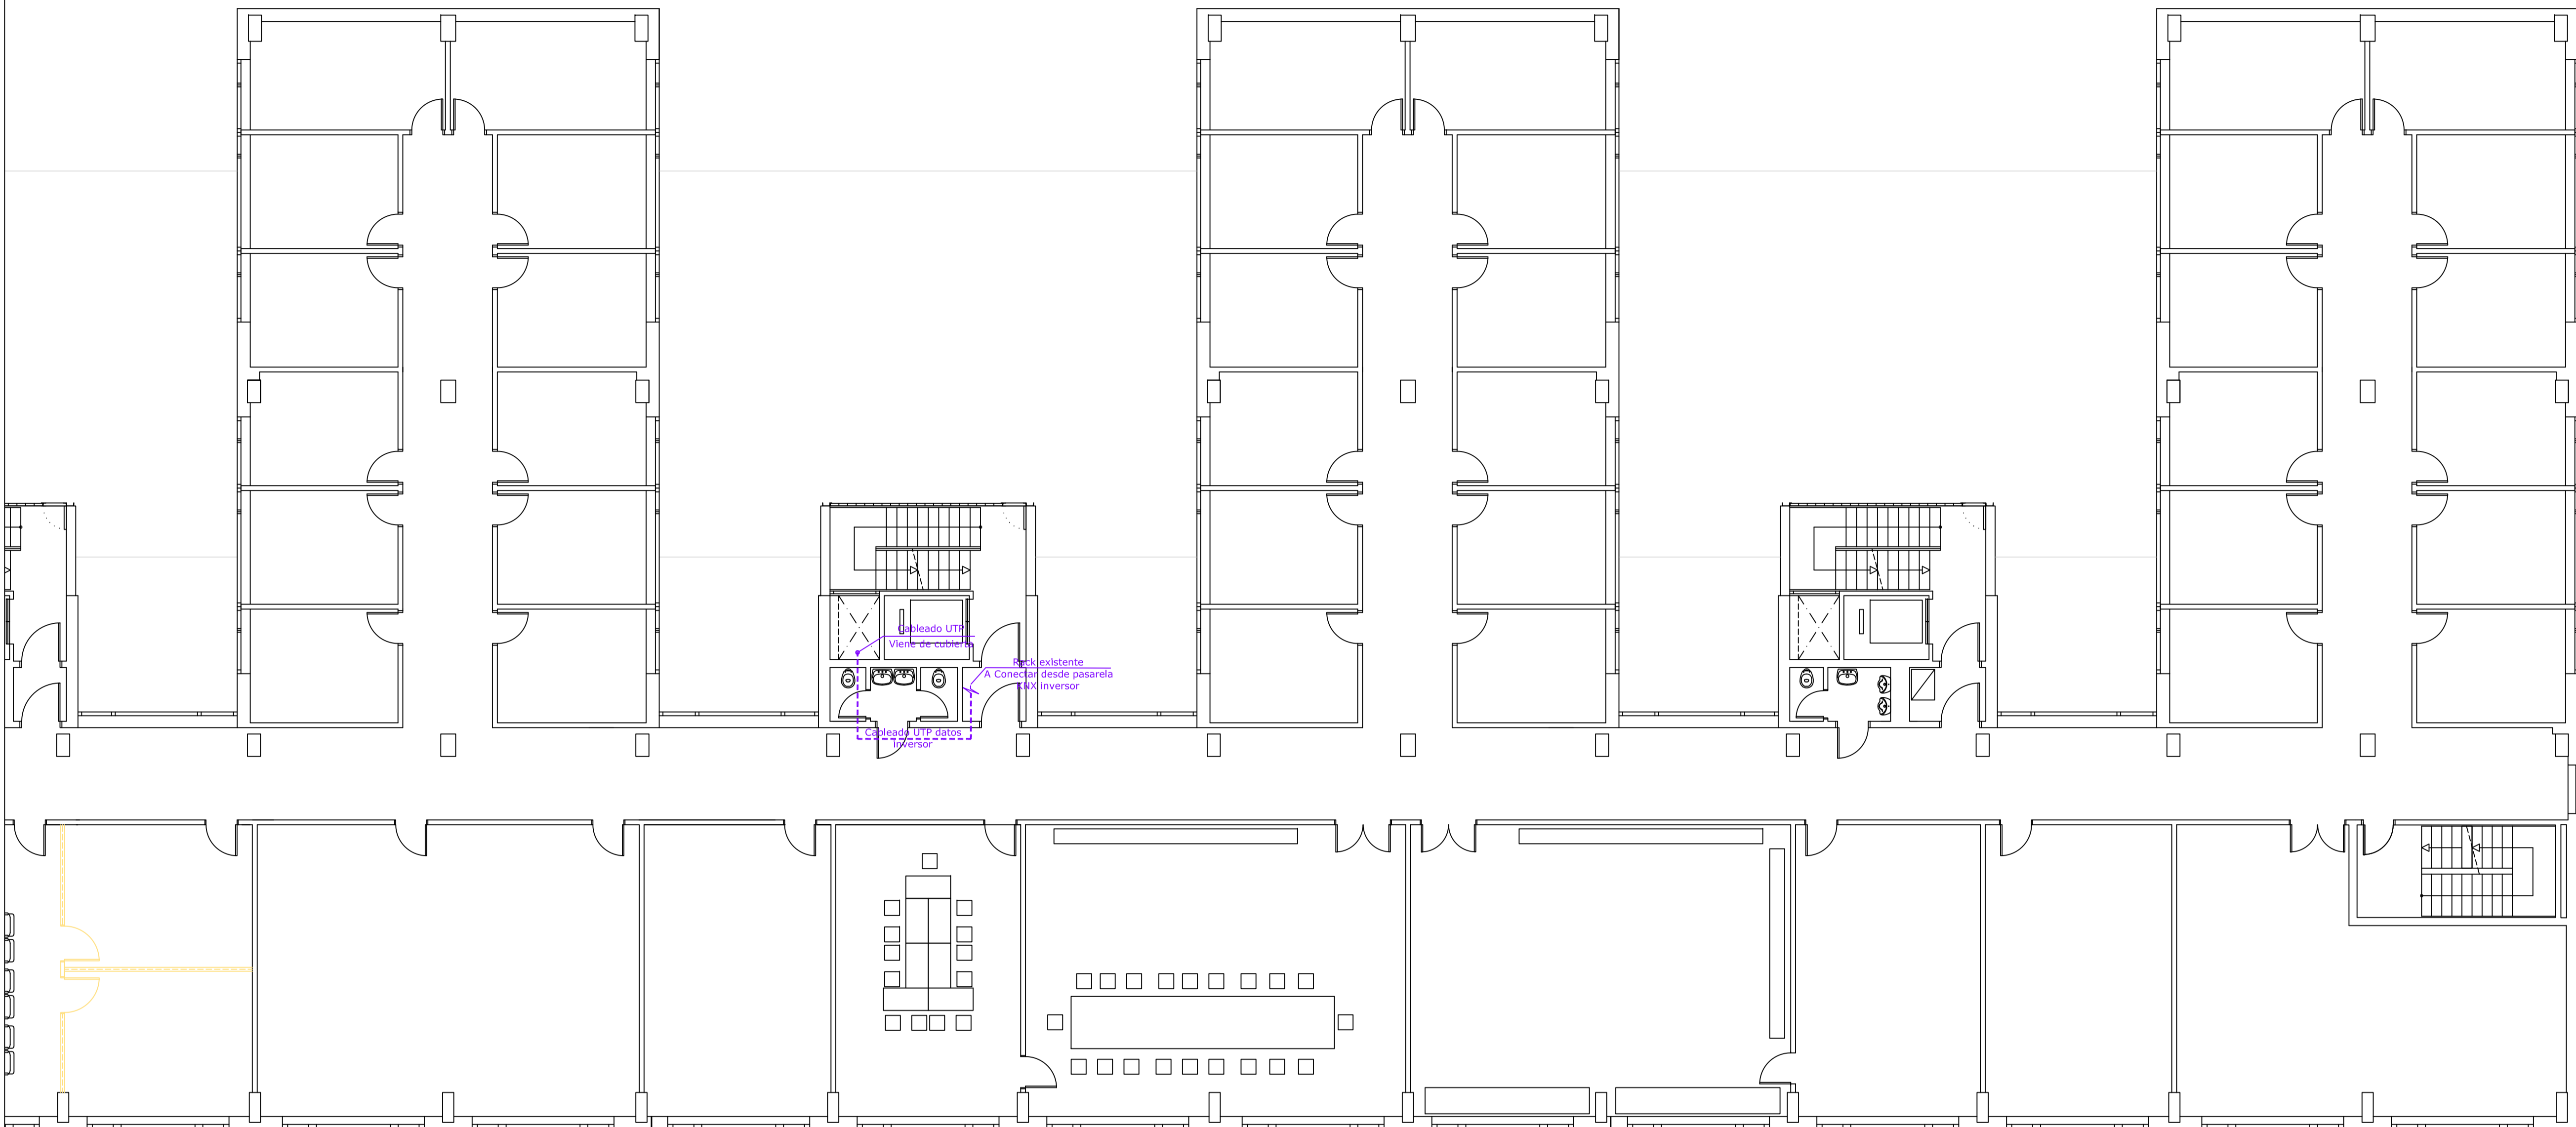 Cableado UTP
Viene de cubierta
Rack existente
A Conectar desde pasarela
KNX Inversor
Cableado UTP datos
Inversor